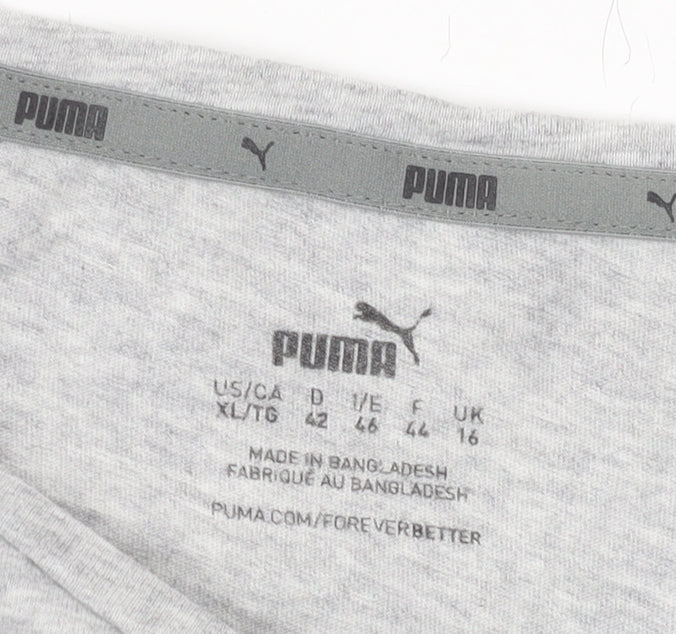 PUMA
PUMA
PUMA
US/CA D I/E F UK
XL/TG 42 46 44 16
MADE IN BANGLADESH
FABRIQUÉ AU BANGLADESH
PUMA.COM/FOREVERBETTER